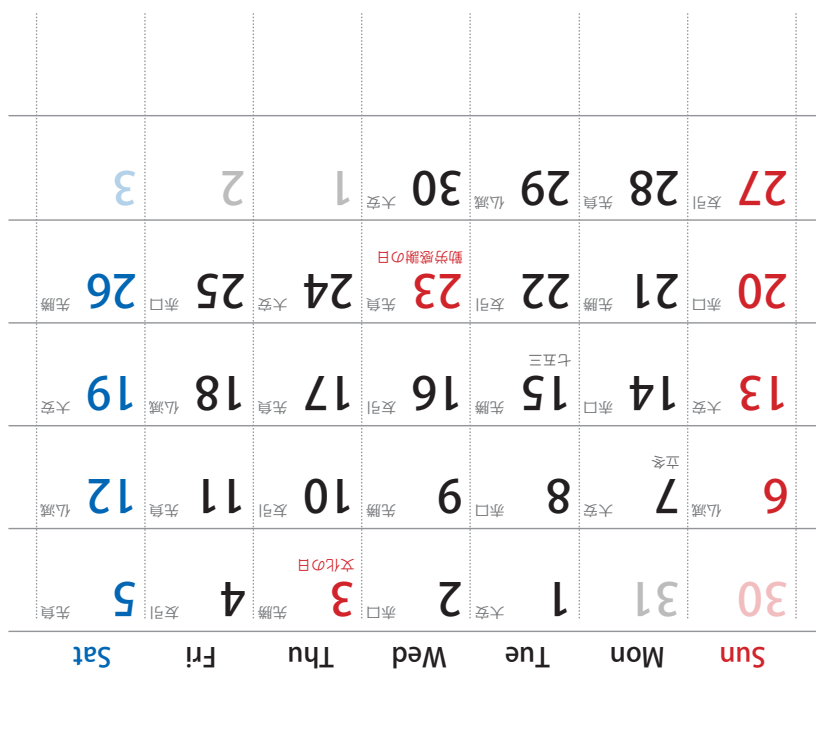 Sun Mon Tue Wed Thu Fri Sat
30 31 1 大安 2 赤口 3 先勝 4 友引 5 先負
文化の日
6 仏滅 7 大安 8 赤口 9 先勝 10 友引 11 先負 12 仏滅
立冬
13 大安 14 赤口 15 先勝 16 友引 17 先負 18 仏滅 19 大安
七五三
20 赤口 21 先勝 22 友引 23 先負 24 大安 25 赤口 26 先勝
勤労感謝の日
27 友引 28 先負 29 仏滅 30 大安 1 2 3